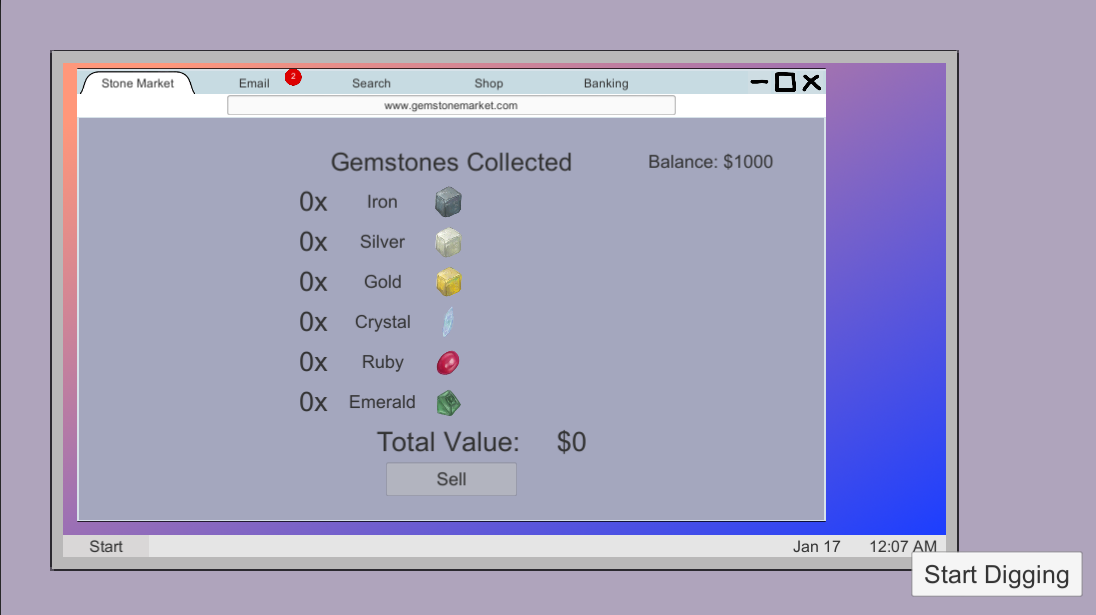 Stone Market Email 2 Search Shop Banking
www.gemstonemarket.com
Gemstones Collected Balance: $1000
0x Iron
0x Silver
0x Gold
0x Crystal
0x Ruby
0x Emerald
Total Value: $0
Sell
Start Jan 17 12:07 AM
Start Digging